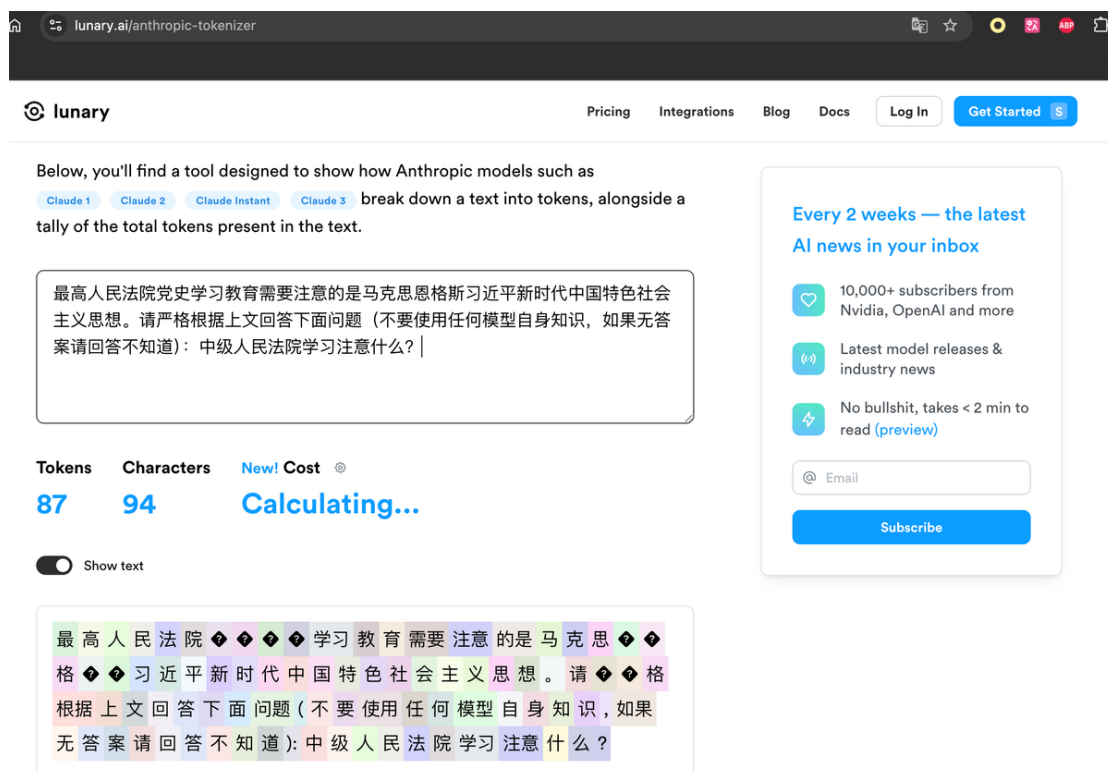 lunary.ai/anthropic-tokenizer
ABP
lunary
Pricing Integrations Blog Docs Log In Get Started S
Below, you'll find a tool designed to show how Anthropic models such as
Claude 1 Claude 2 Claude Instant Claude 3 break down a text into tokens, alongside a
tally of the total tokens present in the text.
最高人民法院党史学习教育需要注意的是马克思恩格斯习近平新时代中国特色社会
主义思想。请严格根据上文回答下面问题（不要使用任何模型自身知识，如果无答
案请回答不知道）：中级人民法院学习注意什么？
Tokens Characters New! Cost
87 94 Calculating...
Show text
最高人民法院����学习教育需要注意的是马克思��
格��习近平新时代中国特色社会主义思想。请��格
根据上文回答下面问题(不要使用任何模型自身知识,如果
无答案请回答不知道):中级人民法院学习注意什么?
Every 2 weeks — the latest
AI news in your inbox
10,000+ subscribers from
Nvidia, OpenAI and more
Latest model releases &
industry news
No bullshit, takes < 2 min to
read (preview)
@ Email
Subscribe